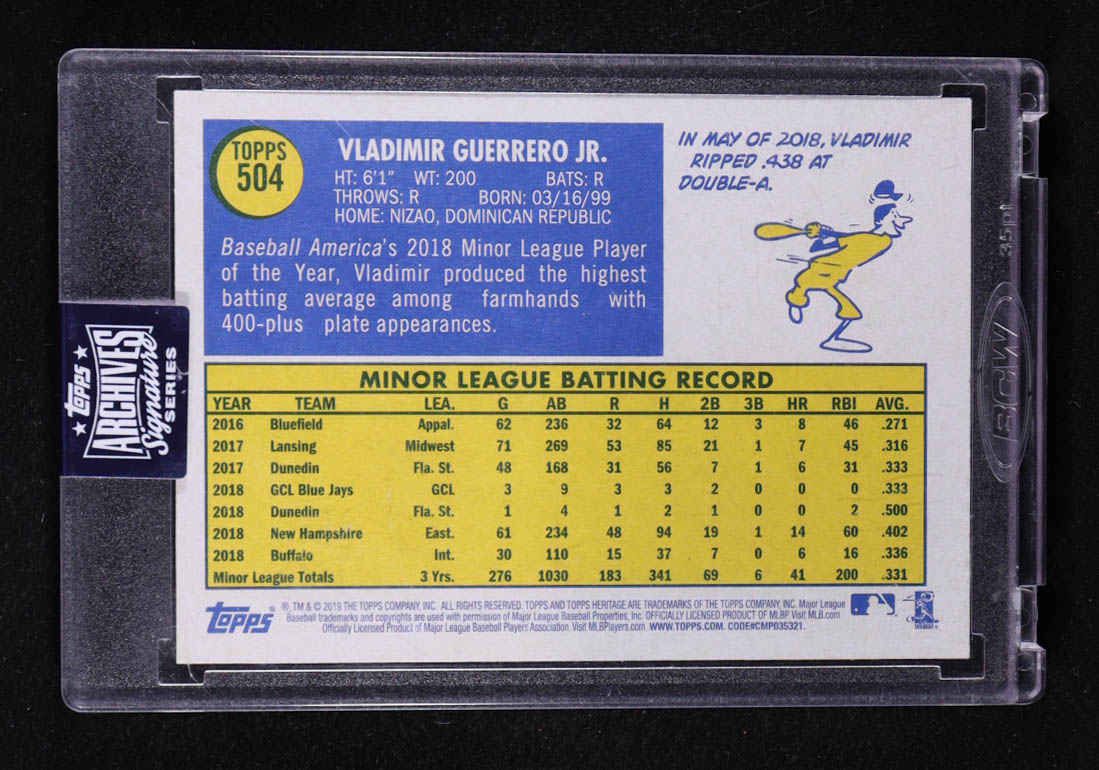 TOPPS
504
VLADIMIR GUERRERO JR.
HT: 6'1" WT: 200 BATS: R
THROWS: R BORN: 03/16/99
HOME: NIZAO, DOMINICAN REPUBLIC
Baseball America's 2018 Minor League Player
of the Year, Vladimir produced the highest
batting average among farmhands with
400-plus plate appearances.
IN MAY OF 2018, VLADIMIR
RIPPED .438 AT
DOUBLE-A.
MINOR LEAGUE BATTING RECORD
YEAR TEAM LEA. G AB R H 2B 3B HR RBI AVG.
2016 Bluefield Appal. 62 236 32 64 12 3 8 46 .271
2017 Lansing Midwest 71 269 53 85 21 1 7 45 .316
2017 Dunedin Fla. St. 48 168 31 56 7 1 6 31 .333
2018 GCL Blue Jays GCL 3 9 3 3 2 0 0 0 .333
2018 Dunedin Fla. St. 1 4 1 2 1 0 0 2 .500
2018 New Hampshire East. 61 234 48 94 19 1 14 60 .402
2018 Buffalo Int. 30 110 15 37 7 0 6 16 .336
Minor League Totals 3 Yrs. 276 1030 183 341 69 6 41 200 .331
TOPPS
®, TM & © 2019 THE TOPPS COMPANY, INC. ALL RIGHTS RESERVED. TOPPS AND TOPPS HERITAGE ARE TRADEMARKS OF THE TOPPS COMPANY, INC. Major League
Baseball trademarks and copyrights are used with permission of Major League Baseball Properties, Inc. OFFICIALLY LICENSED PRODUCT OF MLBP Visit MLB.com
Officially Licensed Product of Major League Baseball Players Association. Visit MLBPlayers.com. WWW.TOPPS.COM. CODE#CMP035321.
TOPPS
ARCHIVES
Signature
SERIES
35pt
BCW